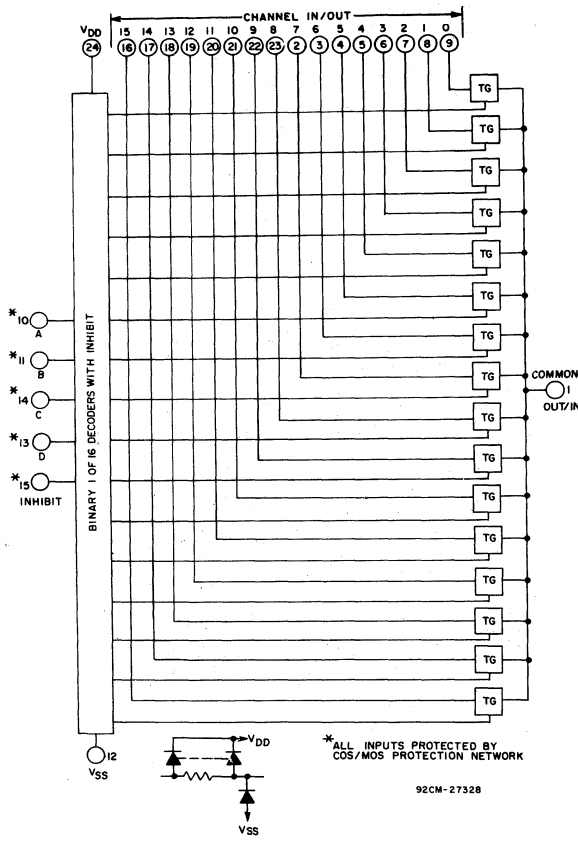 CHANNEL IN/OUT
VDD 15 14 13 12 11 10 9 8 7 6 5 4 3 2 1 0
24 16 17 18 19 20 21 22 23 2 3 4 5 6 7 8 9
TG
TG
TG
TG
TG
TG
*10 A
TG
*11 B
TG
COMMON
*14 C
1
OUT/IN
TG
*13 D
TG
*15
INHIBIT
TG
BINARY 1 OF 16 DECODERS WITH INHIBIT
TG
TG
TG
TG
TG
12
VSS
VDD
*ALL INPUTS PROTECTED BY
COS/MOS PROTECTION NETWORK
92CM-27328
VSS